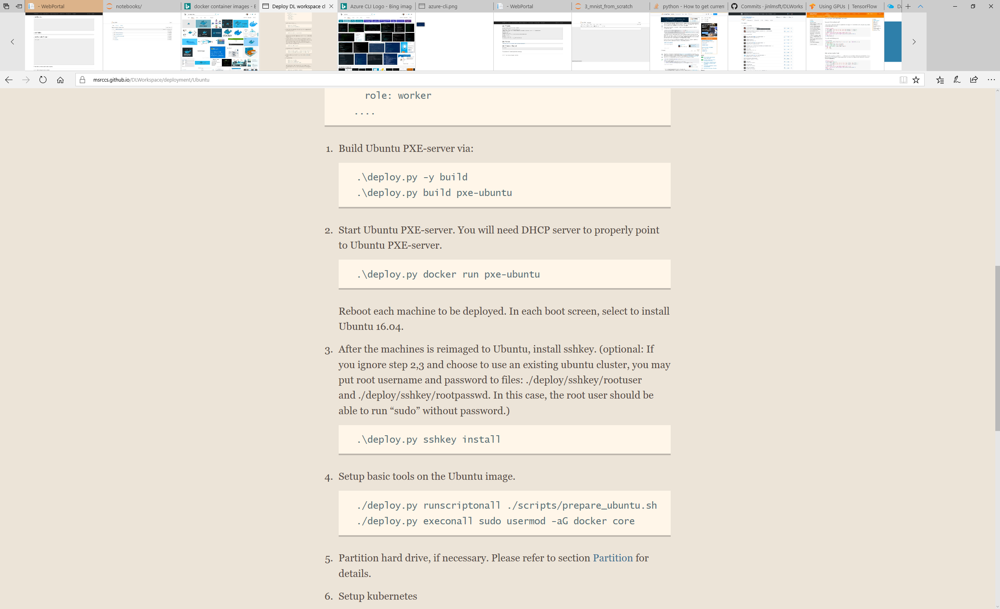 - WebPortal
notebooks/
docker container images - E
Deploy DL workspace cl
Azure CLI Logo - Bing imag
azure-cli.png
- WebPortal
3_mnist_from_scratch
python - How to get curren
Commits · jinlmsft/DLWorks
Using GPUs | TensorFlow
msrccs.github.io/DLWorkspace/deployment/Ubuntu
role: worker
....
1. Build Ubuntu PXE-server via:
.\deploy.py -y build
.\deploy.py build pxe-ubuntu
2. Start Ubuntu PXE-server. You will need DHCP server to properly point
to Ubuntu PXE-server.
.\deploy.py docker run pxe-ubuntu
Reboot each machine to be deployed. In each boot screen, select to install
Ubuntu 16.04.
3. After the machines is reimaged to Ubuntu, install sshkey. (optional: If
you ignore step 2,3 and choose to use an existing ubuntu cluster, you may
put root username and password to files: ./deploy/sshkey/rootuser
and ./deploy/sshkey/rootpasswd. In this case, the root user should be
able to run “sudo” without password.)
.\deploy.py sshkey install
4. Setup basic tools on the Ubuntu image.
./deploy.py runscriptonall ./scripts/prepare_ubuntu.sh
./deploy.py execonall sudo usermod -aG docker core
5. Partition hard drive, if necessary. Please refer to section Partition for
details.
6. Setup kubernetes